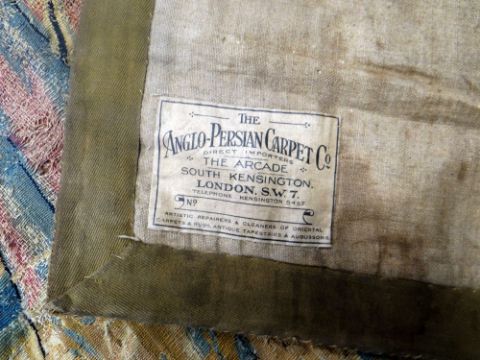 THE
ANGLO-PERSIAN CARPET Co
DIRECT IMPORTERS
THE ARCADE
SOUTH KENSINGTON,
LONDON, S.W.7.
TELEPHONE KENSINGTON 5457
No
ARTISTIC REPAIRERS & CLEANERS OF ORIENTAL
CARPETS & RUGS, ANTIQUE TAPESTRIES & AUBUSSONS